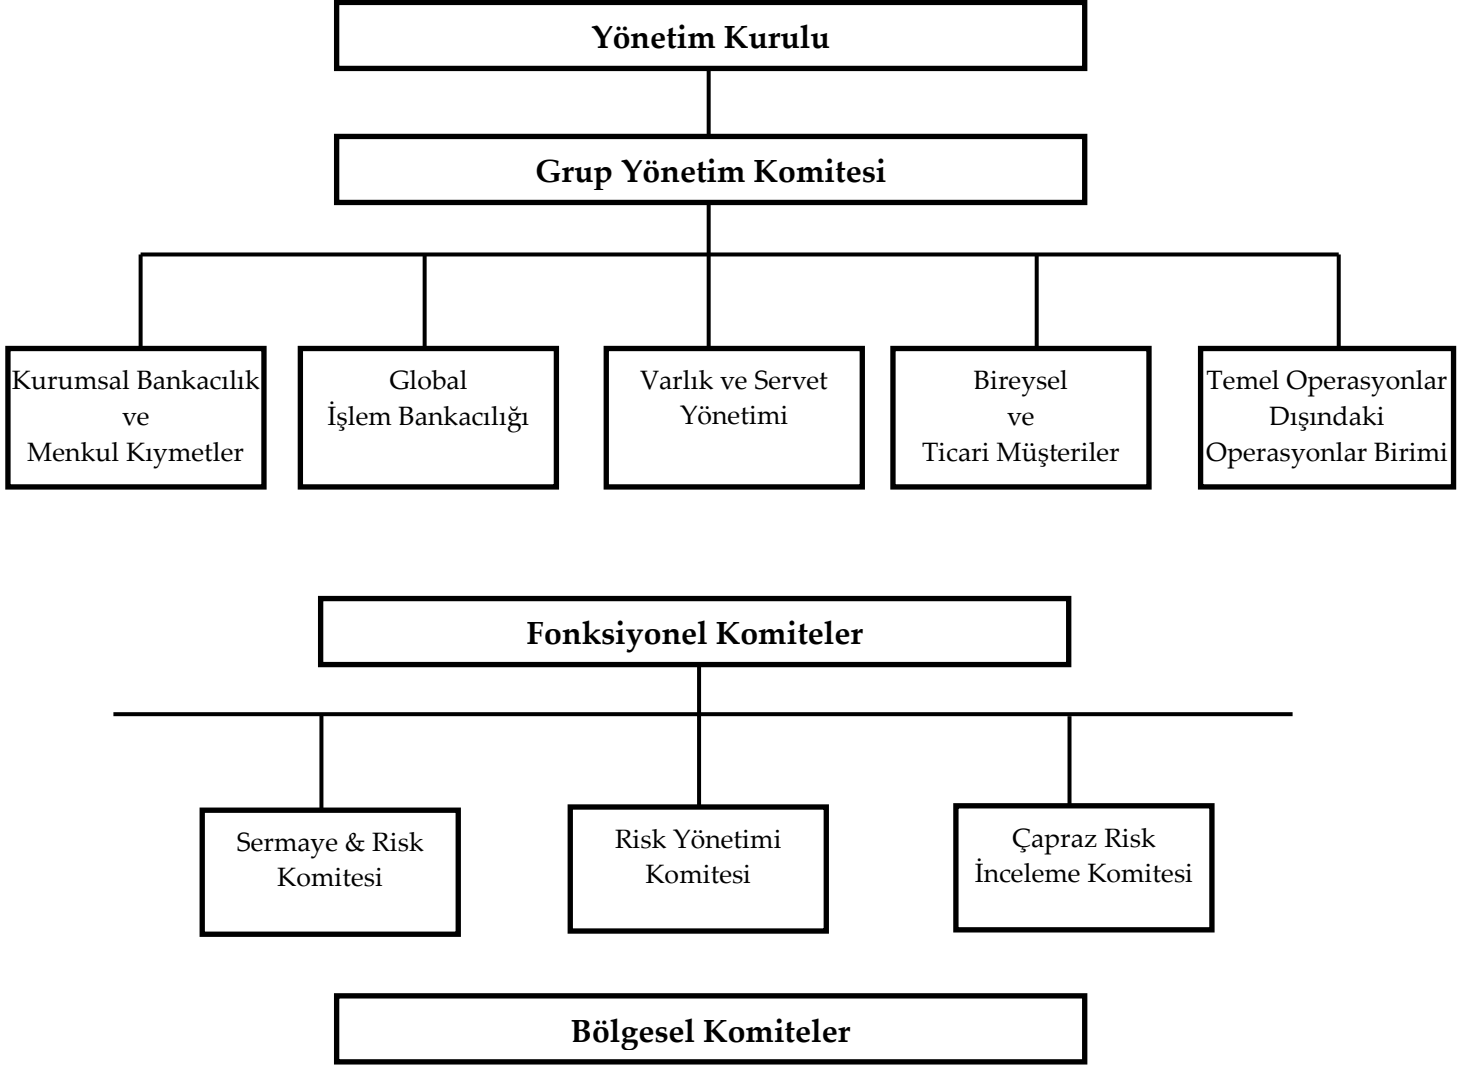 Yönetim Kurulu
Grup Yönetim Komitesi
Kurumsal Bankacılık
ve
Menkul Kıymetler
Global
İşlem Bankacılığı
Varlık ve Servet
Yönetimi
Bireysel
ve
Ticari Müşteriler
Temel Operasyonlar
Dışındaki
Operasyonlar Birimi
Fonksiyonel Komiteler
Sermaye & Risk
Komitesi
Risk Yönetimi
Komitesi
Çapraz Risk
İnceleme Komitesi
Bölgesel Komiteler